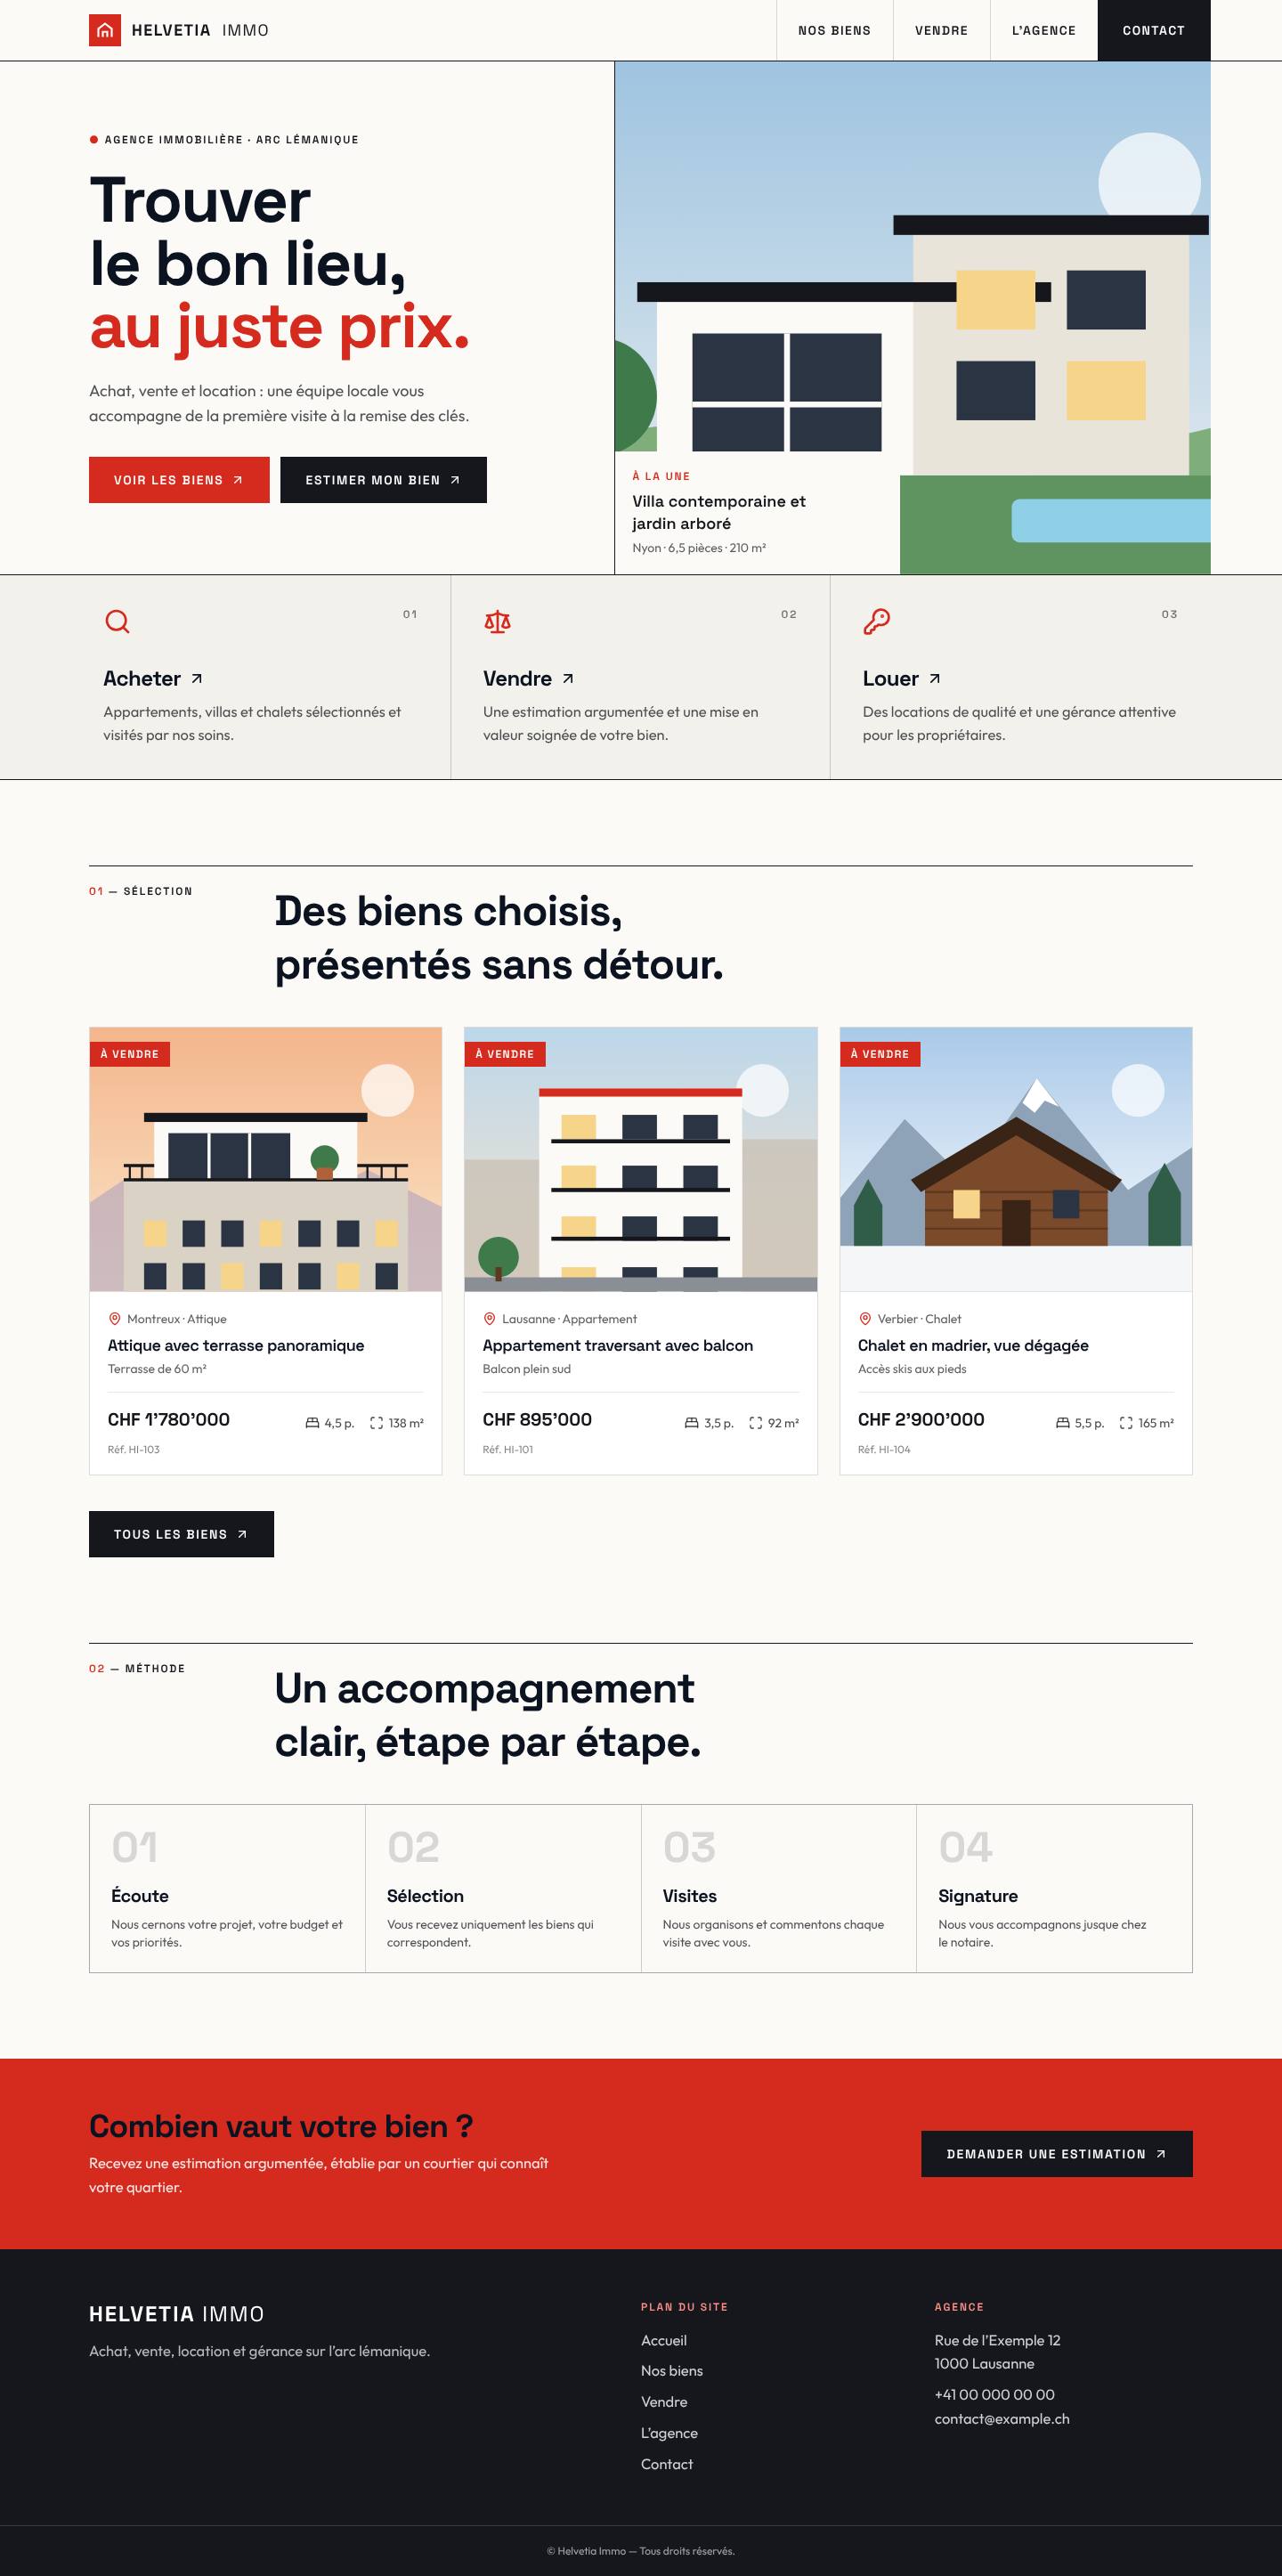 HELVETIA IMMO
NOS BIENS
VENDRE
L'AGENCE
CONTACT
AGENCE IMMOBILIÈRE · ARC LÉMANIQUE
Trouver
le bon lieu,
au juste prix.
Achat, vente et location : une équipe locale vous
accompagne de la première visite à la remise des clés.
VOIR LES BIENS
ESTIMER MON BIEN
À LA UNE
Villa contemporaine et
jardin arboré
Nyon · 6,5 pièces · 210 m²
01
Acheter
Appartements, villas et chalets sélectionnés et
visités par nos soins.
02
Vendre
Une estimation argumentée et une mise en
valeur soignée de votre bien.
03
Louer
Des locations de qualité et une gérance attentive
pour les propriétaires.
01 — SÉLECTION
Des biens choisis,
présentés sans détour.
À VENDRE
Montreux · Attique
Attique avec terrasse panoramique
Terrasse de 60 m²
CHF 1'780'000
4,5 p.
138 m²
Réf. HI-103
À VENDRE
Lausanne · Appartement
Appartement traversant avec balcon
Balcon plein sud
CHF 895'000
3,5 p.
92 m²
Réf. HI-101
À VENDRE
Verbier · Chalet
Chalet en madrier, vue dégagée
Accès skis aux pieds
CHF 2'900'000
5,5 p.
165 m²
Réf. HI-104
TOUS LES BIENS
02 — MÉTHODE
Un accompagnement
clair, étape par étape.
01
Écoute
Nous cernons votre projet, votre budget et
vos priorités.
02
Sélection
Vous recevez uniquement les biens qui
correspondent.
03
Visites
Nous organisons et commentons chaque
visite avec vous.
04
Signature
Nous vous accompagnons jusque chez
le notaire.
Combien vaut votre bien ?
Recevez une estimation argumentée, établie par un courtier qui connaît
votre quartier.
DEMANDER UNE ESTIMATION
HELVETIA IMMO
Achat, vente, location et gérance sur l'arc lémanique.
PLAN DU SITE
Accueil
Nos biens
Vendre
L'agence
Contact
AGENCE
Rue de l'Exemple 12
1000 Lausanne
+41 00 000 00 00
contact@example.ch
© Helvetia Immo — Tous droits réservés.